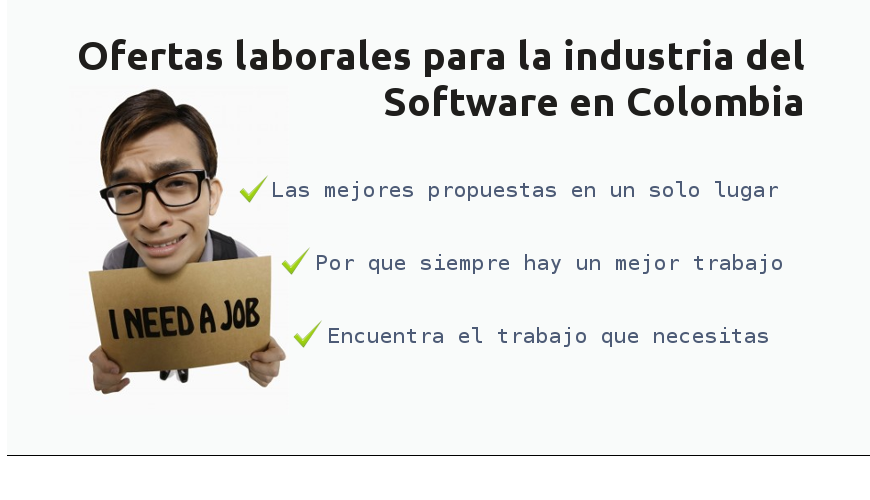 Ofertas laborales para la industria del
Software en Colombia
Las mejores propuestas en un solo lugar
Por que siempre hay un mejor trabajo
Encuentra el trabajo que necesitas
I NEED A JOB